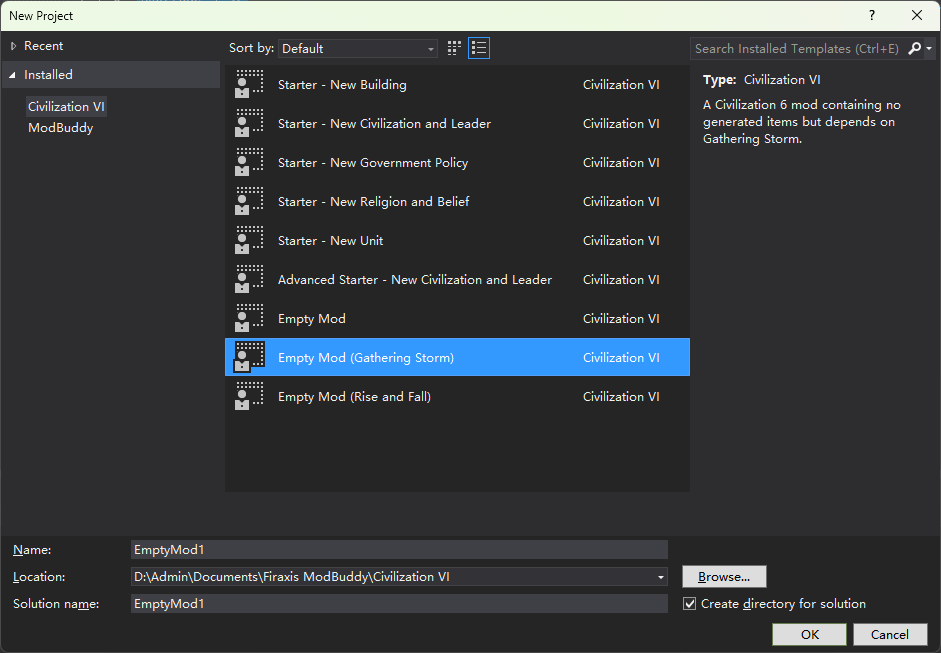 New Project
?
Recent
Installed
Civilization VI
ModBuddy
Sort by: Default
Search Installed Templates (Ctrl+E)
Starter - New Building Civilization VI
Starter - New Civilization and Leader Civilization VI
Starter - New Government Policy Civilization VI
Starter - New Religion and Belief Civilization VI
Starter - New Unit Civilization VI
Advanced Starter - New Civilization and Leader Civilization VI
Empty Mod Civilization VI
Empty Mod (Gathering Storm) Civilization VI
Empty Mod (Rise and Fall) Civilization VI
Type: Civilization VI
A Civilization 6 mod containing no
generated items but depends on
Gathering Storm.
Name: EmptyMod1
Location: D:\Admin\Documents\Firaxis ModBuddy\Civilization VI
Browse...
Solution name: EmptyMod1
Create directory for solution
OK
Cancel